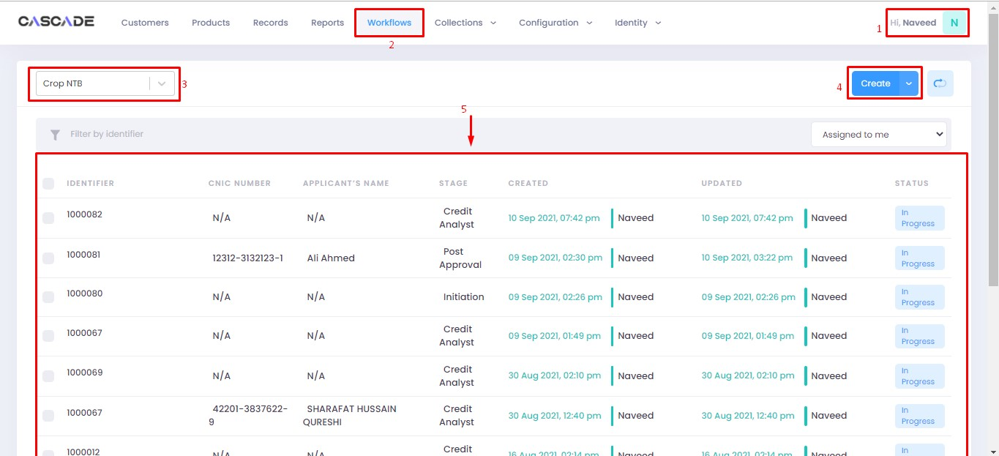 CASCADE Customers Products Records Reports Workflows Collections Configuration Identity Hi, Naveed N
1
2
Crop NTB 3 4 Create
5
Filter by identifier Assigned to me
IDENTIFIER CNIC NUMBER APPLICANT'S NAME STAGE CREATED UPDATED STATUS
1000082 N/A N/A Credit Analyst 10 Sep 2021, 07:42 pm Naveed 10 Sep 2021, 07:42 pm Naveed In Progress
1000081 12312-3132123-1 Ali Ahmed Post Approval 09 Sep 2021, 02:30 pm Naveed 10 Sep 2021, 03:22 pm Naveed In Progress
1000080 N/A N/A Initiation 09 Sep 2021, 02:26 pm Naveed 09 Sep 2021, 02:26 pm Naveed In Progress
1000067 N/A N/A Credit Analyst 09 Sep 2021, 01:49 pm Naveed 09 Sep 2021, 01:49 pm Naveed In Progress
1000069 N/A N/A Credit Analyst 30 Aug 2021, 02:10 pm Naveed 30 Aug 2021, 02:10 pm Naveed In Progress
1000067 42201-3837622-9 SHARAFAT HUSSAIN QURESHI Credit Analyst 30 Aug 2021, 12:40 pm Naveed 30 Aug 2021, 12:40 pm Naveed In Progress
1000012 N/A N/A Credit 16 Aug 2021, 02:14 pm Naveed 16 Aug 2021, 02:14 pm Naveed In